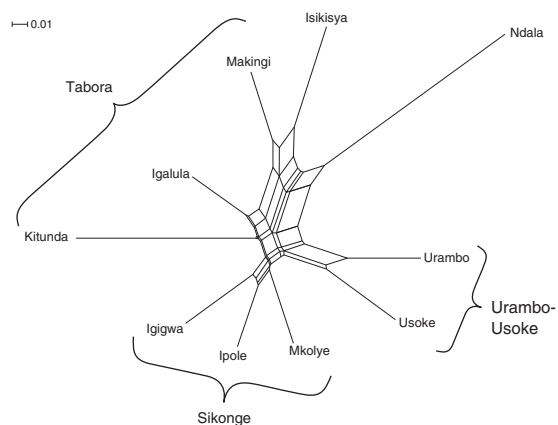 0.01
Isikisya
Ndala
Makingi
Tabora
Igalula
Kitunda
Urambo
Urambo-
Usoke
Usoke
Igigwa
Ipole
Mkolye
Sikonge